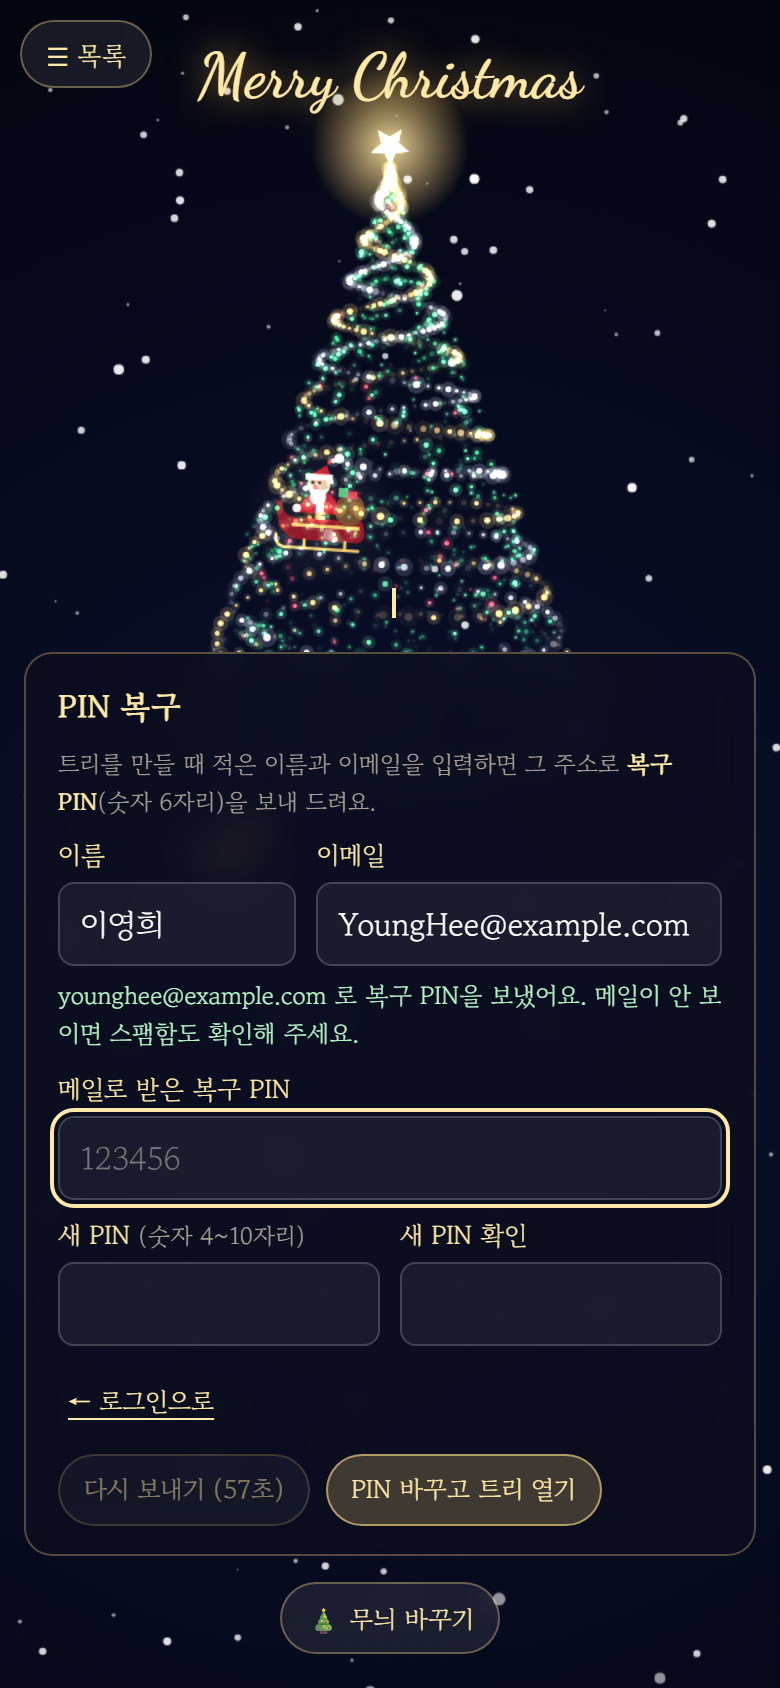 ☰ 목록
Merry Christmas
PIN 복구
트리를 만들 때 적은 이름과 이메일을 입력하면 그 주소로 복구
PIN(숫자 6자리)을 보내 드려요.
이름
이메일
이영희
YoungHee@example.com
younghee@example.com 로 복구 PIN을 보냈어요. 메일이 안 보
이면 스팸함도 확인해 주세요.
메일로 받은 복구 PIN
123456
새 PIN (숫자 4~10자리)
새 PIN 확인
← 로그인으로
다시 보내기 (57초)
PIN 바꾸고 트리 열기
🎄 무늬 바꾸기